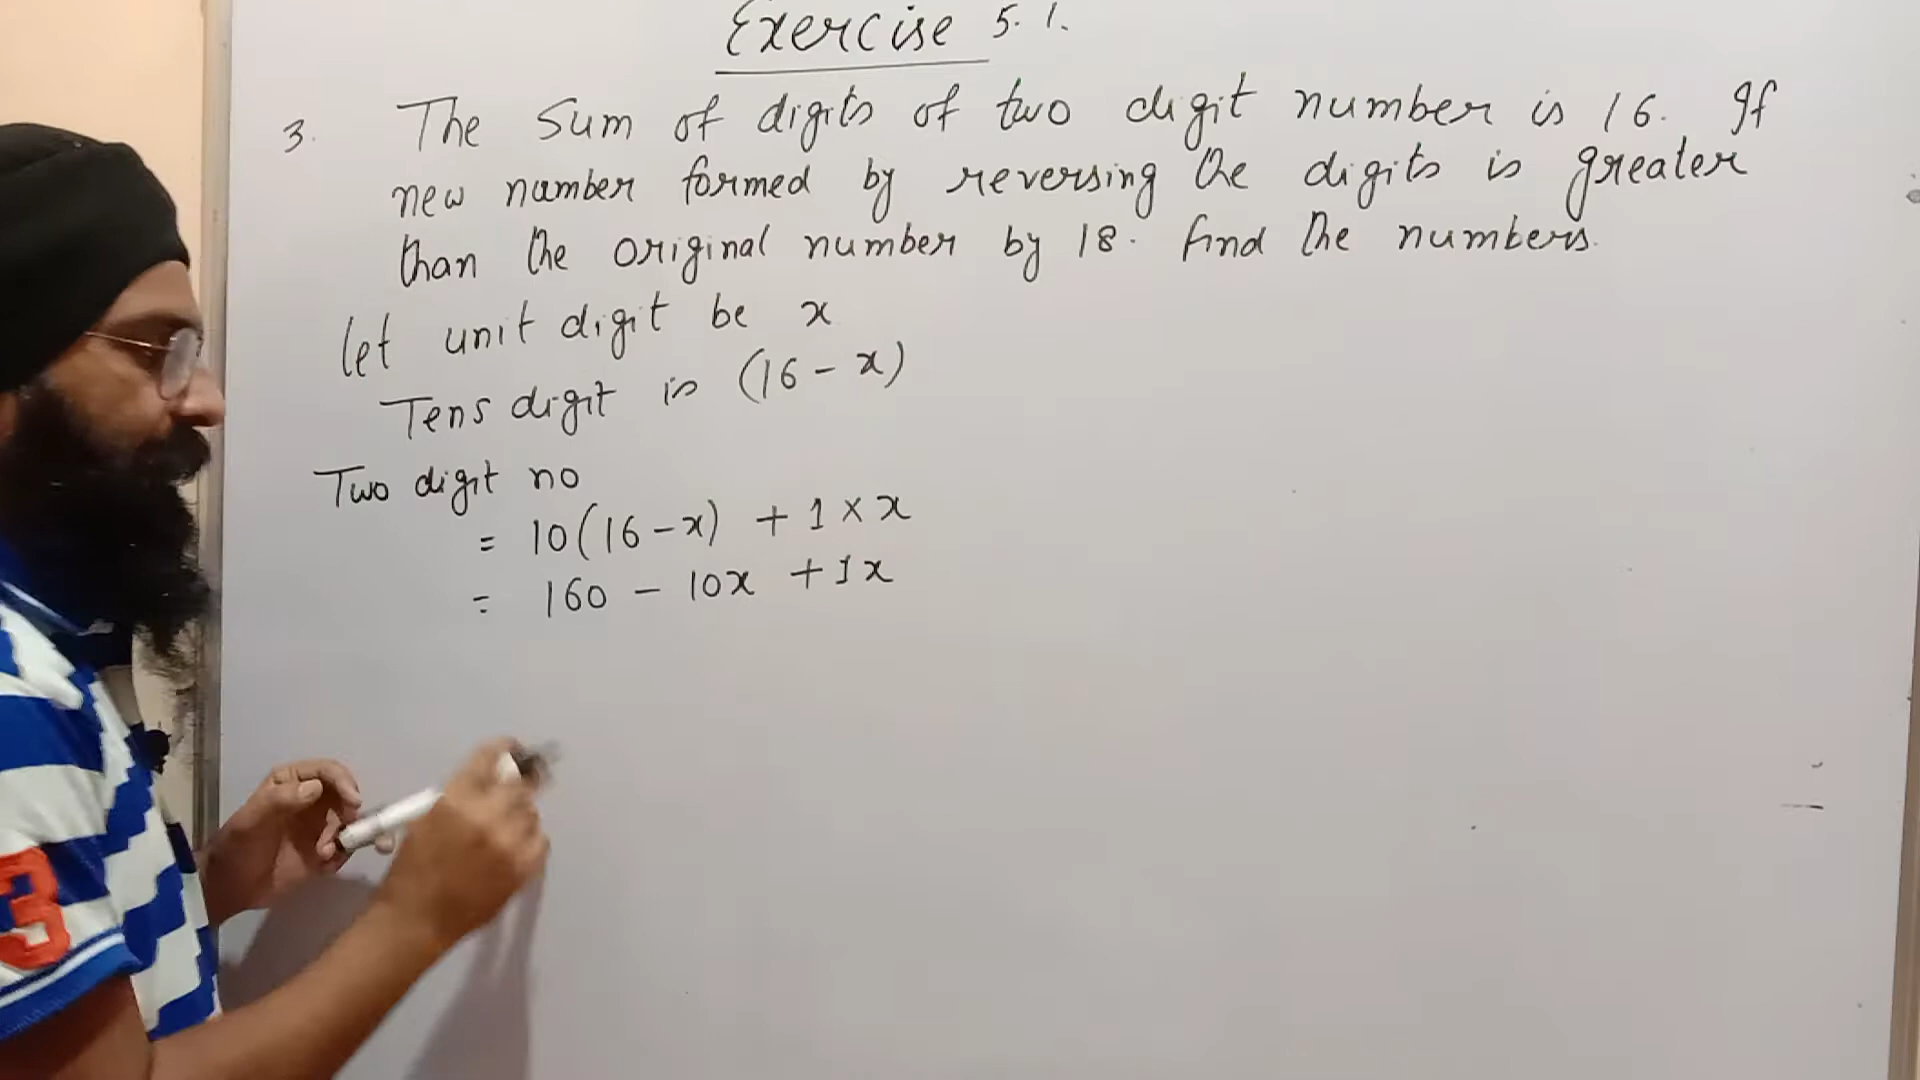 Exercise 5.1.
3. The Sum of digits of two digit number is 16. If
new number formed by reversing the digits is greater
than the original number by 18. find the numbers.
let unit digit be x
Tens digit is (16 - x)
Two digit no
= 10(16-x) + 1 × x
= 160 - 10x + 1x
3